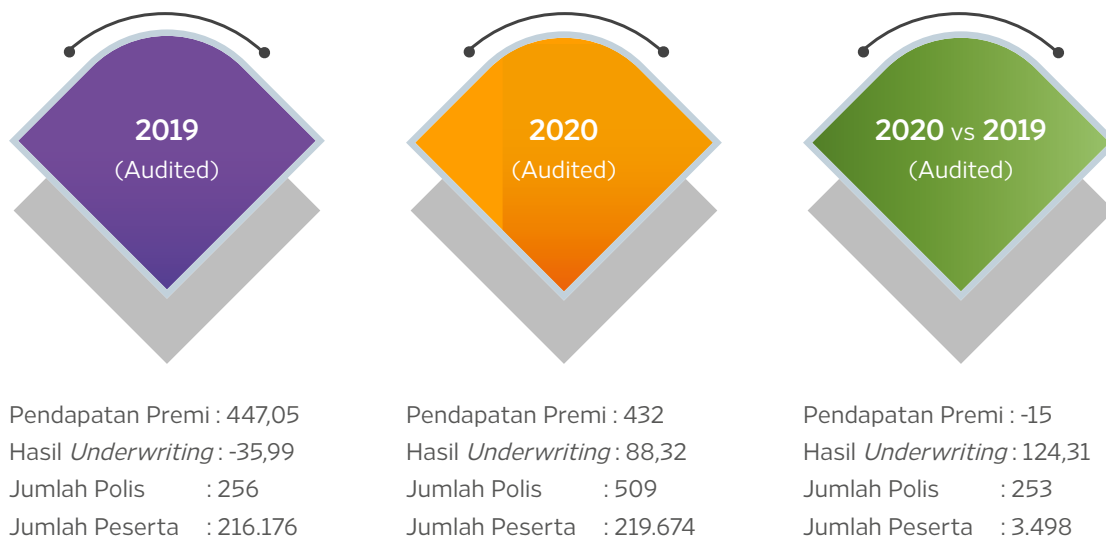 2019
(Audited)
Pendapatan Premi : 447,05
Hasil Underwriting : -35,99
Jumlah Polis : 256
Jumlah Peserta : 216.176
2020
(Audited)
Pendapatan Premi : 432
Hasil Underwriting : 88,32
Jumlah Polis : 509
Jumlah Peserta : 219.674
2020 vs 2019
(Audited)
Pendapatan Premi : -15
Hasil Underwriting : 124,31
Jumlah Polis : 253
Jumlah Peserta : 3.498